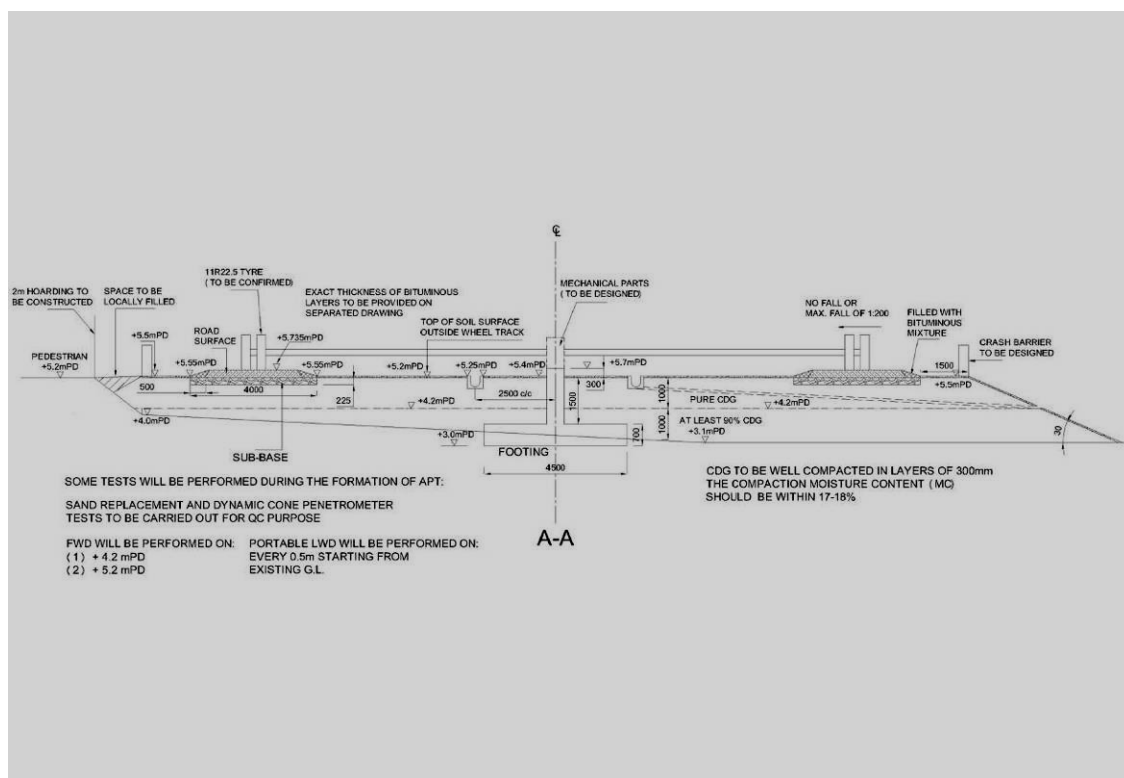 ℄
11R22.5 TYRE
(TO BE CONFIRMED)
MECHANICAL PARTS
(TO BE DESIGNED)
2m HOARDING TO
BE CONSTRUCTED
SPACE TO BE
LOCALLY FILLED
EXACT THICKNESS OF BITUMINOUS
LAYERS TO BE PROVIDED ON
SEPARATED DRAWING
TOP OF SOIL SURFACE
OUTSIDE WHEEL TRACK
NO FALL OR
MAX. FALL OF 1:200
FILLED WITH
BITUMINOUS
MIXTURE
CRASH BARRIER
TO BE DESIGNED
ROAD
SURFACE
+5.5mPD
+5.735mPD
PEDESTRIAN
+5.2mPD
+5.55mPD
+5.55mPD
+5.2mPD
+5.25mPD
+5.4mPD
+5.7mPD
1500
+5.5mPD
500
4000
225
2500 c/c
300
1500
1000
PURE CDG
+4.2mPD
+4.2mPD
+4.0mPD
+3.0mPD
700
1000
AT LEAST 90% CDG
+3.1mPD
30
SUB-BASE
FOOTING
4500
SOME TESTS WILL BE PERFORMED DURING THE FORMATION OF APT:
SAND REPLACEMENT AND DYNAMIC CONE PENETROMETER
TESTS TO BE CARRIED OUT FOR QC PURPOSE
FWD WILL BE PERFORMED ON:
(1) + 4.2 mPD
(2) + 5.2 mPD
PORTABLE LWD WILL BE PERFORMED ON:
EVERY 0.5m STARTING FROM
EXISTING G.L.
A-A
CDG TO BE WELL COMPACTED IN LAYERS OF 300mm
THE COMPACTION MOISTURE CONTENT (MC)
SHOULD BE WITHIN 17-18%